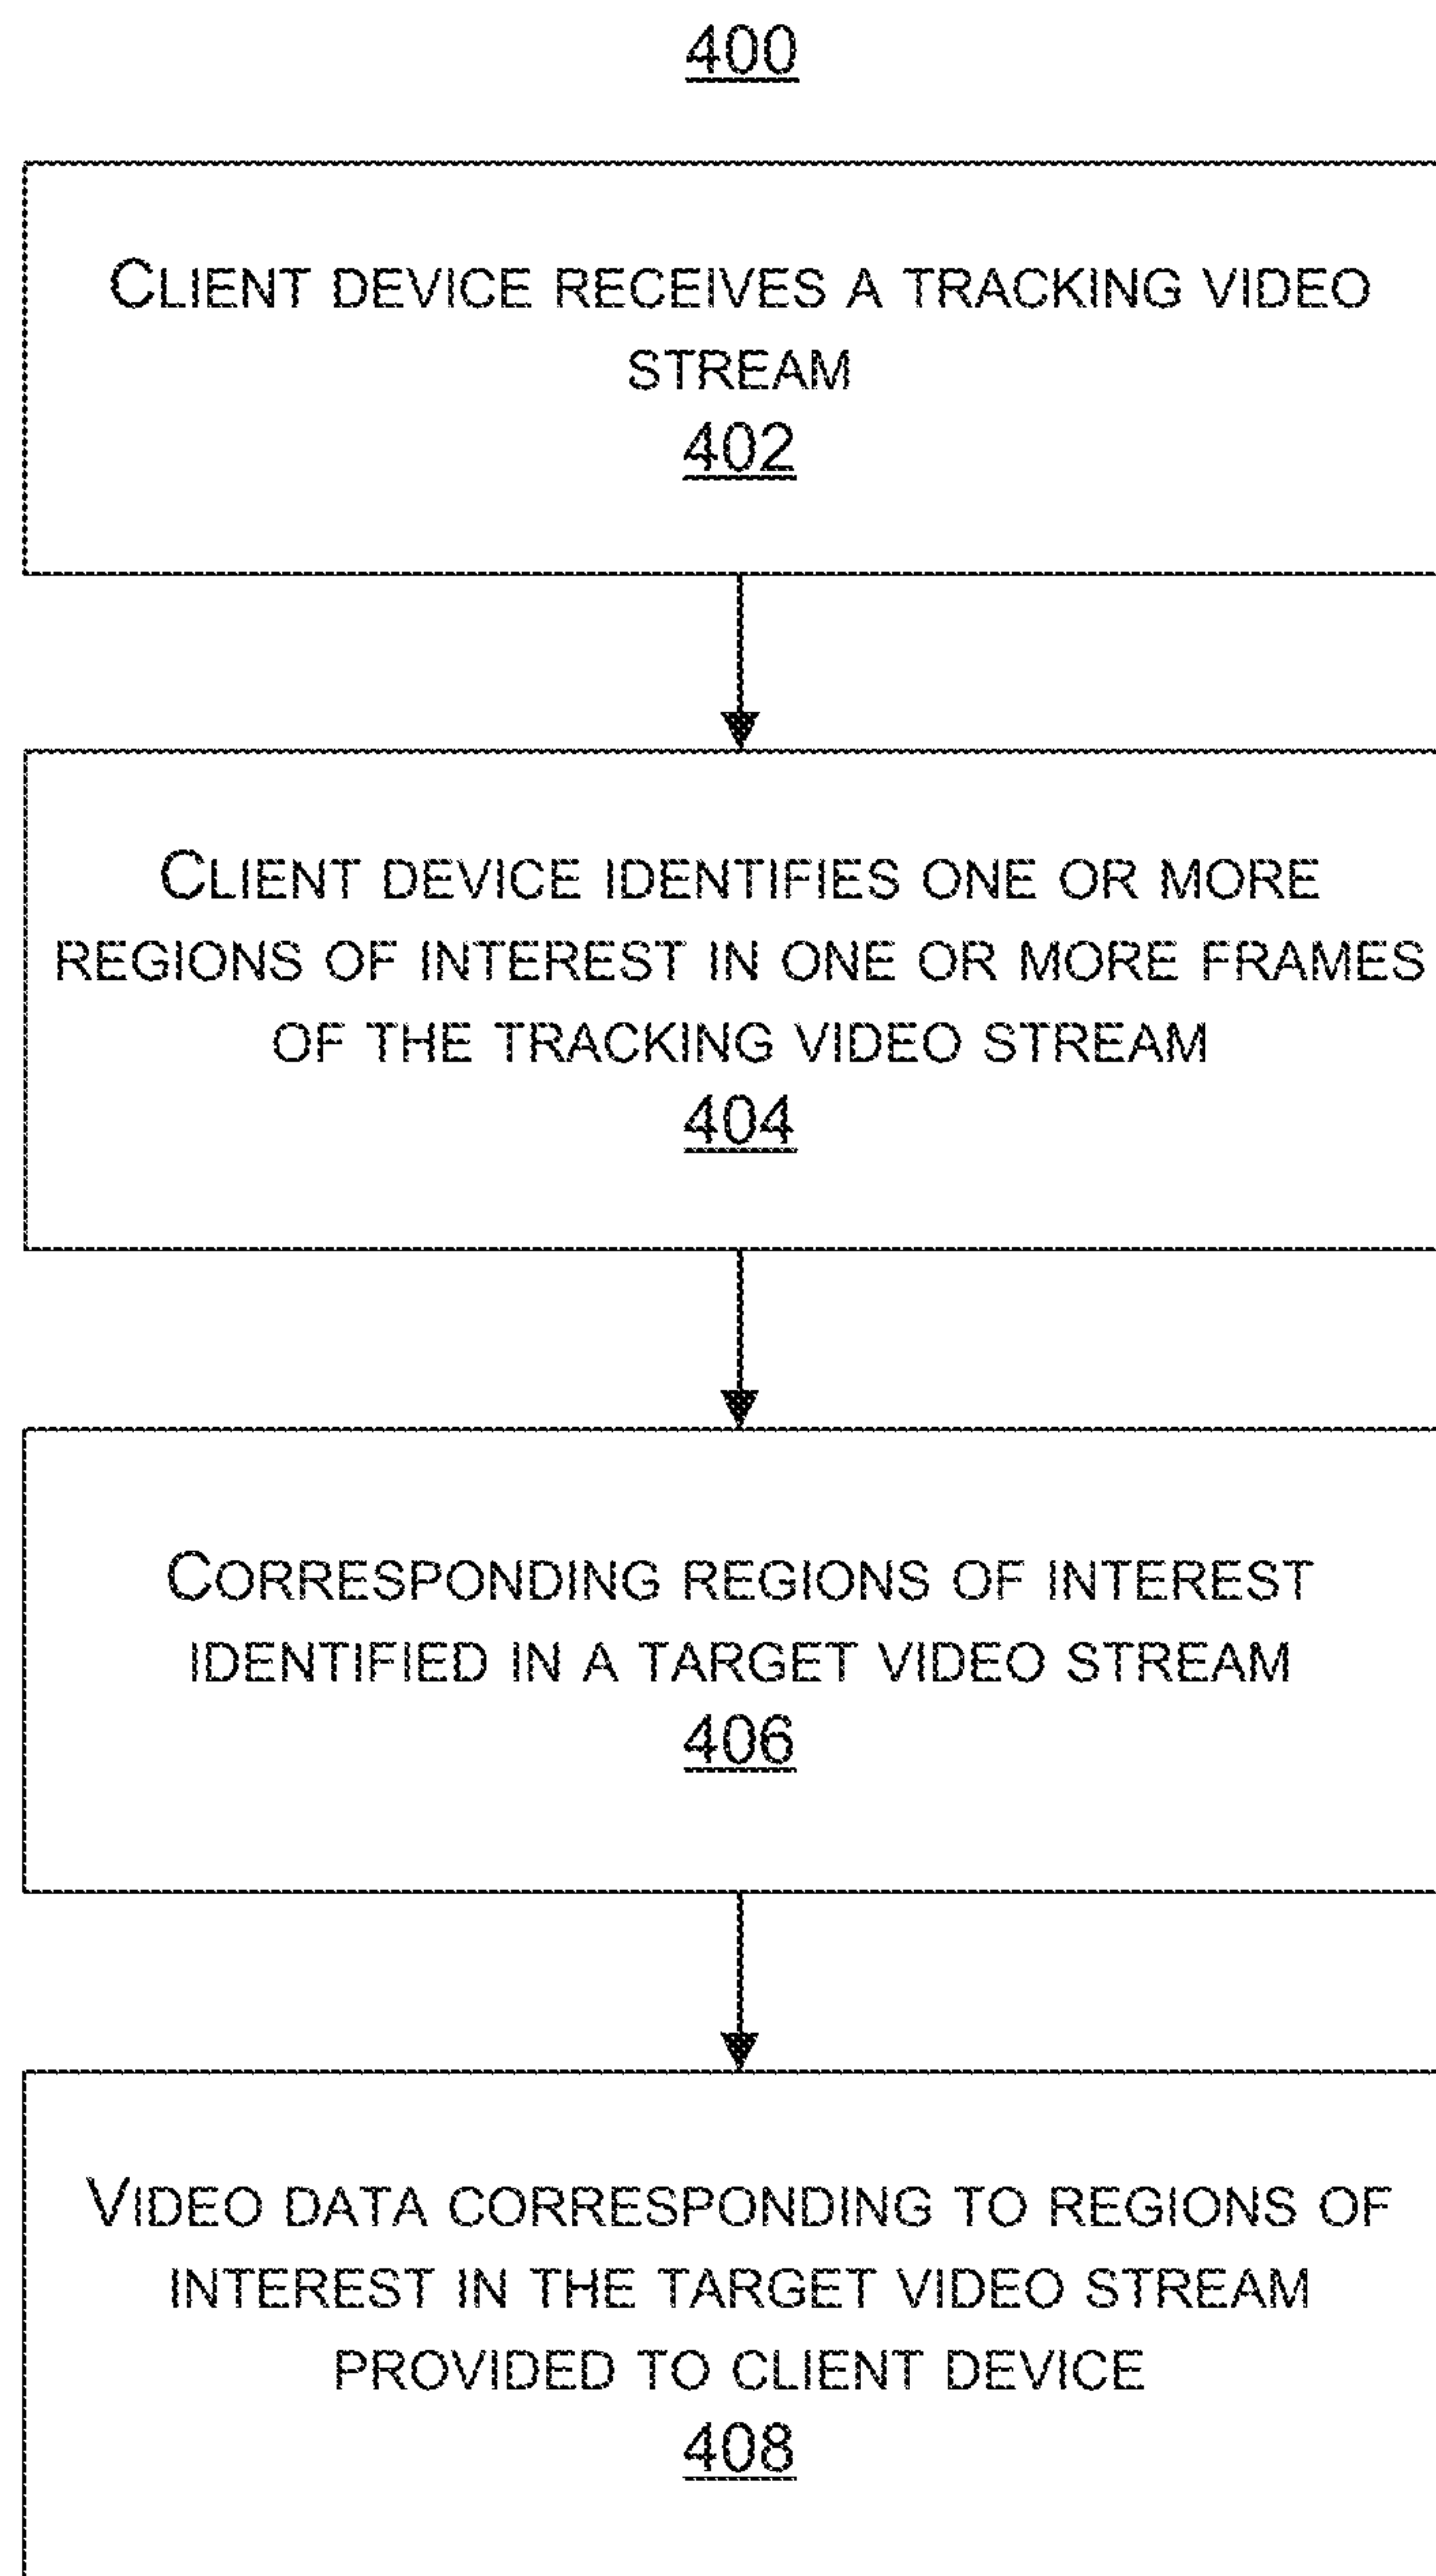 400
CLIENT DEVICE RECEIVES A TRACKING VIDEO
STREAM
402
CLIENT DEVICE IDENTIFIES ONE OR MORE
REGIONS OF INTEREST IN ONE OR MORE FRAMES
OF THE TRACKING VIDEO STREAM
404
CORRESPONDING REGIONS OF INTEREST
IDENTIFIED IN A TARGET VIDEO STREAM
406
VIDEO DATA CORRESPONDING TO REGIONS OF
INTEREST IN THE TARGET VIDEO STREAM
PROVIDED TO CLIENT DEVICE
408